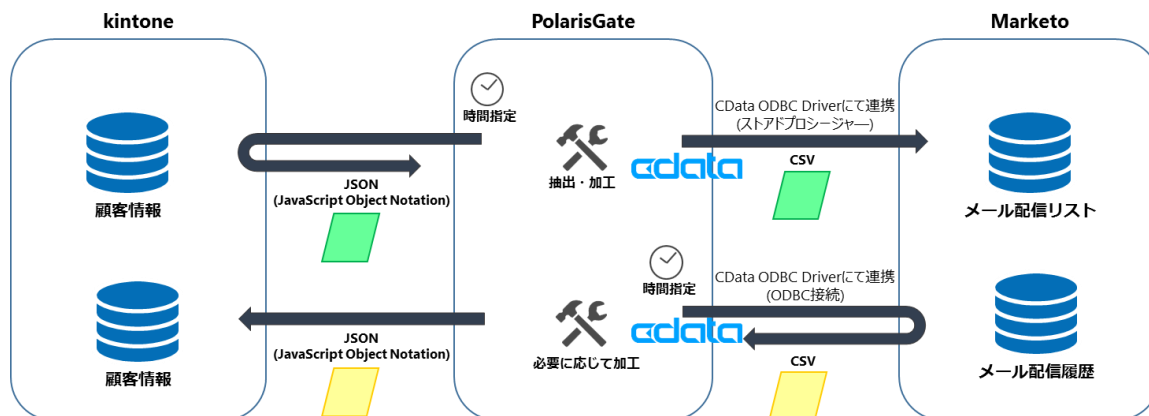 kintone
PolarisGate
Marketo
時間指定
CData ODBC Driverにて連携
(ストアドプロシージャ―)
抽出・加工
cdata
CSV
JSON
(JavaScript Object Notation)
顧客情報
メール配信リスト
時間指定
CData ODBC Driverにて連携
(ODBC接続)
必要に応じて加工
cdata
CSV
JSON
(JavaScript Object Notation)
顧客情報
メール配信履歴